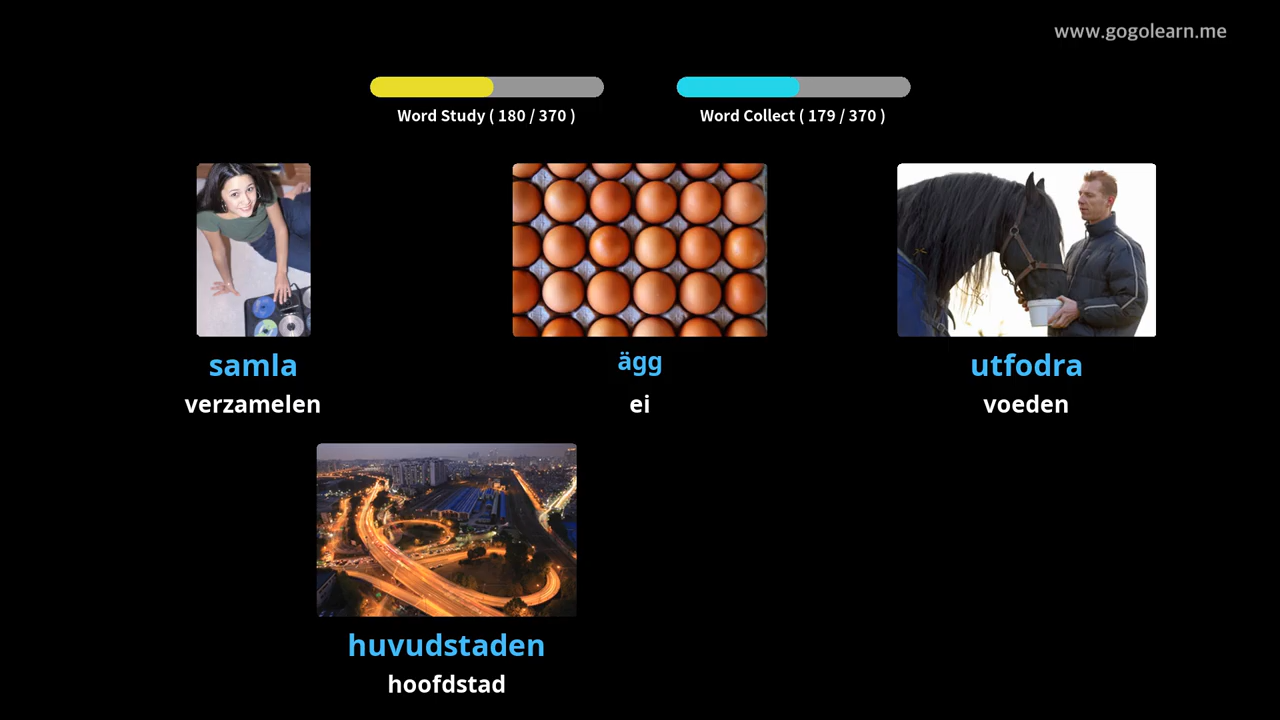 www.gogolearn.me
Word Study ( 180 / 370 )
Word Collect ( 179 / 370 )
samla
verzamelen
ägg
ei
utfodra
voeden
huvudstaden
hoofdstad